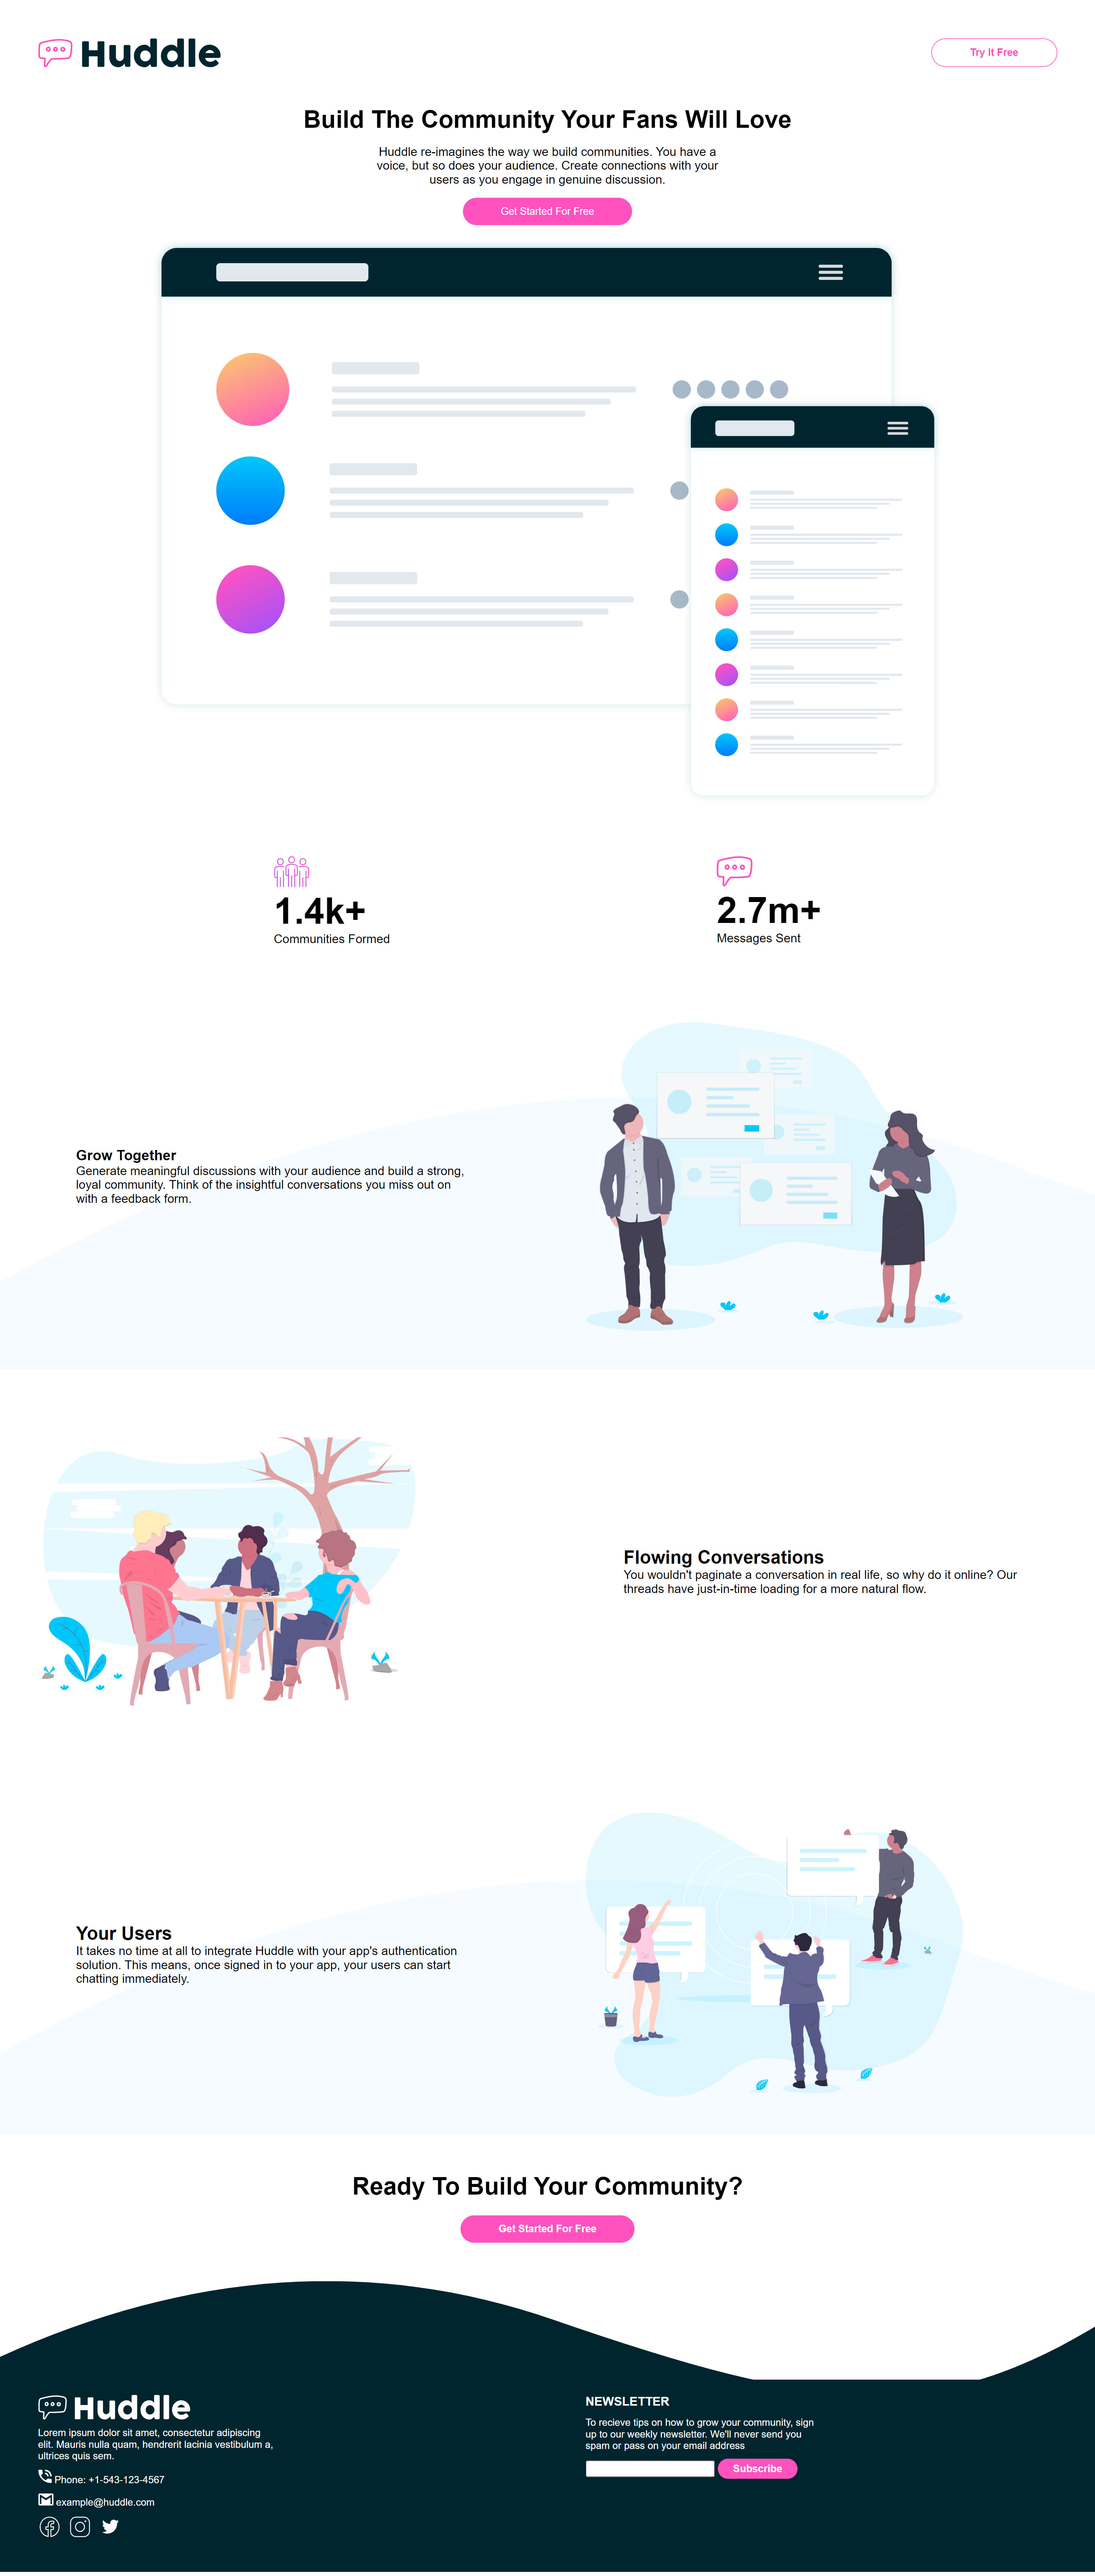 Huddle
Try It Free
Build The Community Your Fans Will Love
Huddle re-imagines the way we build communities. You have a
voice, but so does your audience. Create connections with your
users as you engage in genuine discussion.
Get Started For Free
1.4k+
Communities Formed
2.7m+
Messages Sent
Grow Together
Generate meaningful discussions with your audience and build a strong,
loyal community. Think of the insightful conversations you miss out on
with a feedback form.
Flowing Conversations
You wouldn't paginate a conversation in real life, so why do it online? Our
threads have just-in-time loading for a more natural flow.
Your Users
It takes no time at all to integrate Huddle with your app's authentication
solution. This means, once signed in to your app, your users can start
chatting immediately.
Ready To Build Your Community?
Get Started For Free
Huddle
Lorem ipsum dolor sit amet, consectetur adipiscing
elit. Mauris nulla quam, hendrerit lacinia vestibulum a,
ultrices quis sem.
Phone: +1-543-123-4567
example@huddle.com
NEWSLETTER
To recieve tips on how to grow your community, sign
up to our weekly newsletter. We'll never send you
spam or pass on your email address
Subscribe